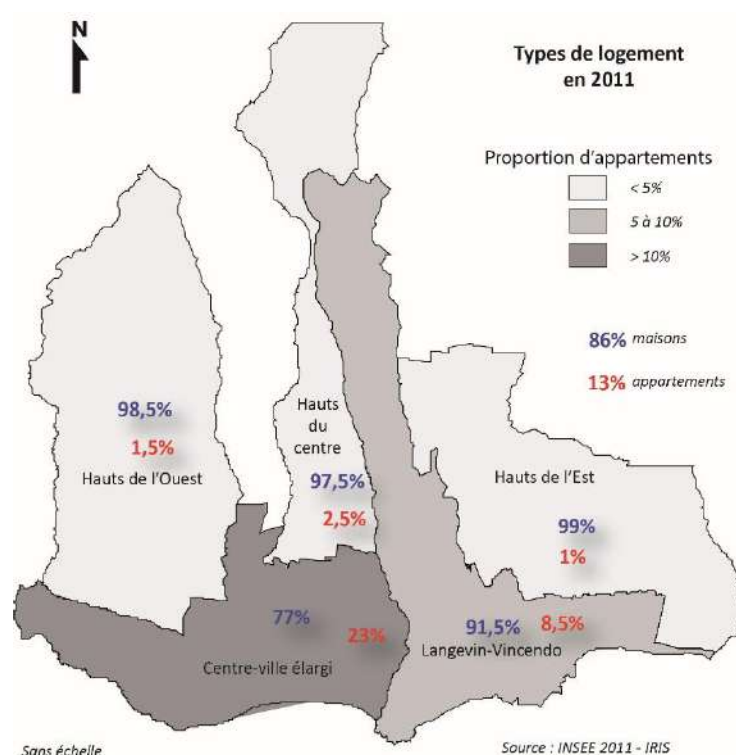 N
Types de logement
en 2011
Proportion d'appartements
< 5%
5 à 10%
> 10%
86% maisons
13% appartements
98,5%
1,5%
Hauts de l'Ouest
Hauts
du
centre
97,5%
2,5%
Hauts de l'Est
99%
1%
77%
23%
Centre-ville élargi
91,5%
8,5%
Langevin-Vincendo
Sans échelle
Source : INSEE 2011 - IRIS